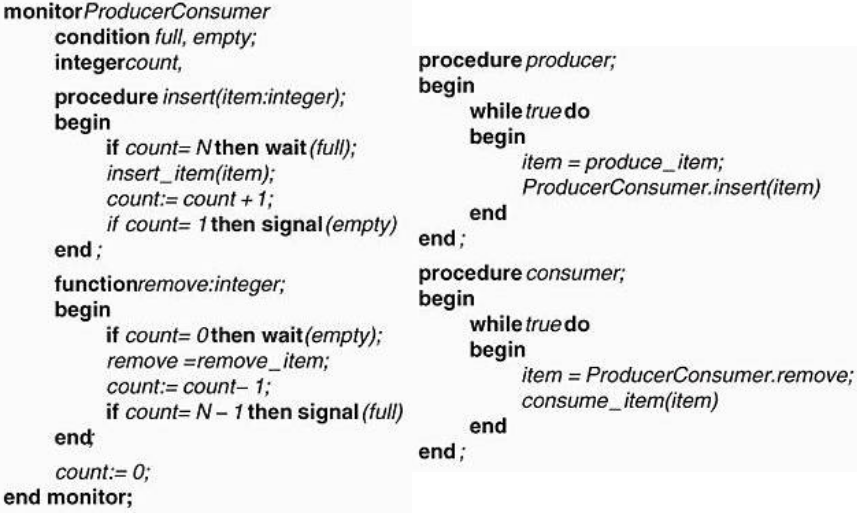 monitor ProducerConsumer
condition full, empty;
integer count,
procedure insert(item:integer);
begin
if count= N then wait (full);
insert_item(item);
count:= count + 1;
if count= 1 then signal (empty)
end ;
function remove:integer;
begin
if count= 0 then wait (empty);
remove =remove_item;
count:= count– 1;
if count= N – 1 then signal (full)
end;
count:= 0;
end monitor;
procedure producer;
begin
while true do
begin
item = produce_item;
ProducerConsumer.insert(item)
end
end ;
procedure consumer;
begin
while true do
begin
item = ProducerConsumer.remove;
consume_item(item)
end
end ;